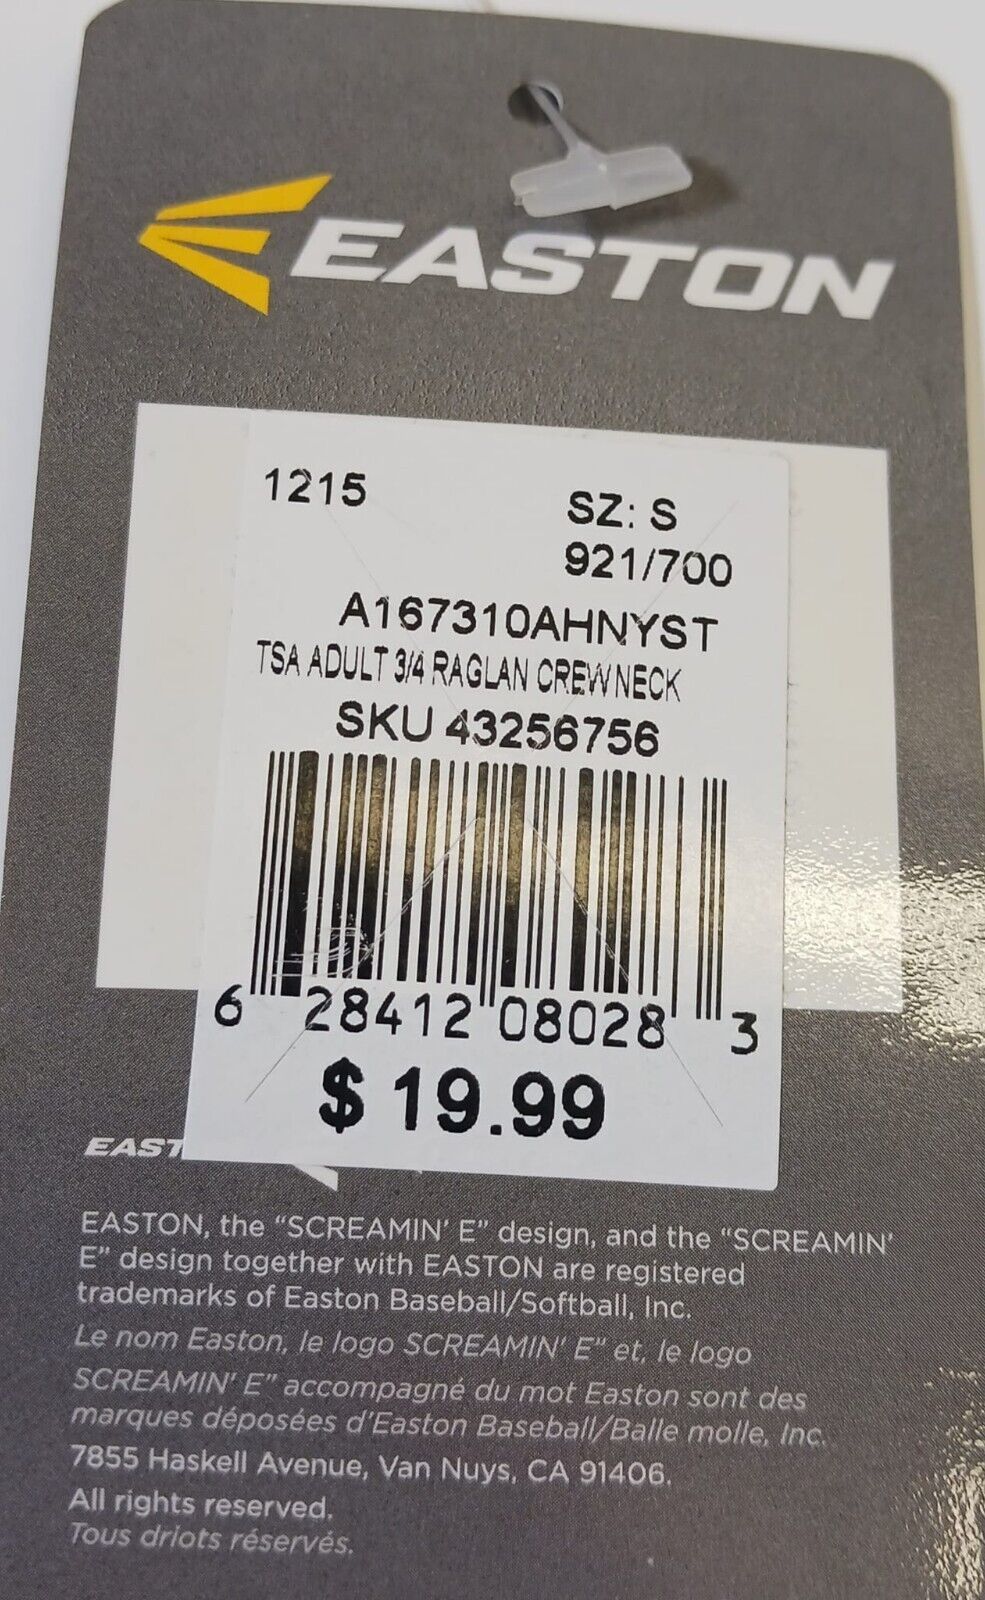 EASTON
1215
SZ: S
921/700
A167310AHNYST
TSA ADULT 3/4 RAGLAN CREWNECK
SKU 43256756
6 28412 08028 3
$ 19.99
EAST
EASTON, the “SCREAMIN’ E” design, and the “SCREAMIN’
E” design together with EASTON are registered
trademarks of Easton Baseball/Softball, Inc.
Le nom Easton, le logo SCREAMIN’ E” et, le logo
SCREAMIN’ E” accompagné du mot Easton sont des
marques déposées d’Easton Baseball/Balle molle, Inc.
7855 Haskell Avenue, Van Nuys, CA 91406.
All rights reserved.
Tous driots réservés.